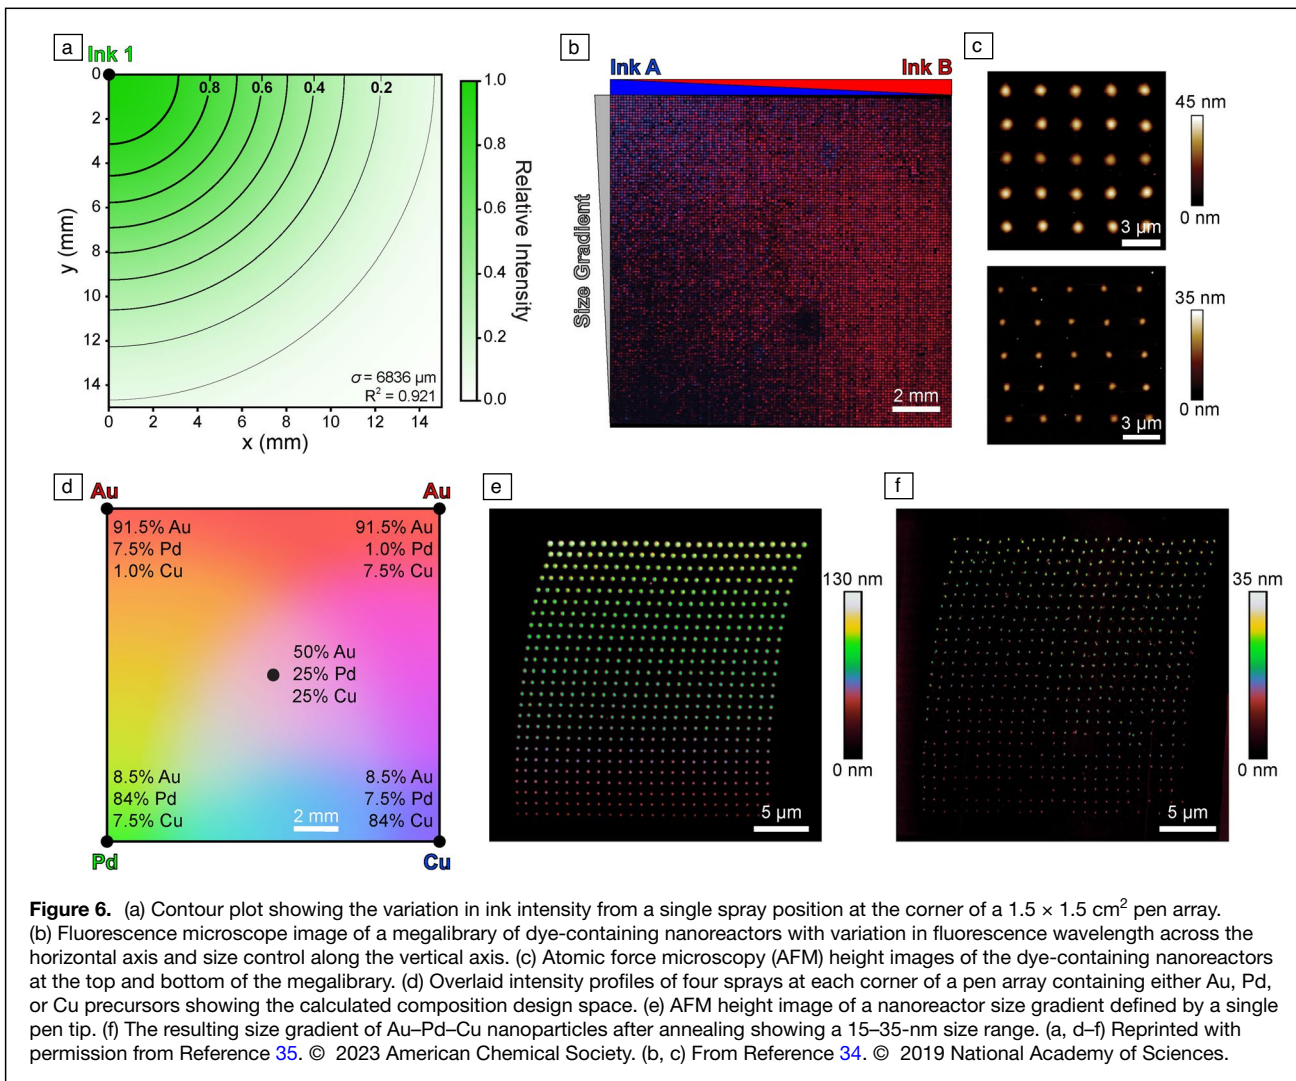 a
Ink 1
0
2
4
6
8
10
12
14
y (mm)
0.8
0.6
0.4
0.2
σ = 6836 µm
R² = 0.921
0
2
4
6
8
10
12
14
x (mm)
1.0
0.8
0.6
0.4
0.2
0.0
Relative Intensity
b
Ink A
Ink B
Size Gradient
2 mm
c
45 nm
0 nm
3 µm
35 nm
0 nm
3 µm
d
Au
Au
91.5% Au
7.5% Pd
1.0% Cu
91.5% Au
1.0% Pd
7.5% Cu
50% Au
25% Pd
25% Cu
8.5% Au
84% Pd
7.5% Cu
8.5% Au
7.5% Pd
84% Cu
2 mm
Pd
Cu
e
130 nm
0 nm
5 µm
f
35 nm
0 nm
5 µm
Figure 6. (a) Contour plot showing the variation in ink intensity from a single spray position at the corner of a 1.5 × 1.5 cm² pen array.
(b) Fluorescence microscope image of a megalibrary of dye-containing nanoreactors with variation in fluorescence wavelength across the
horizontal axis and size control along the vertical axis. (c) Atomic force microscopy (AFM) height images of the dye-containing nanoreactors
at the top and bottom of the megalibrary. (d) Overlaid intensity profiles of four sprays at each corner of a pen array containing either Au, Pd,
or Cu precursors showing the calculated composition design space. (e) AFM height image of a nanoreactor size gradient defined by a single
pen tip. (f) The resulting size gradient of Au–Pd–Cu nanoparticles after annealing showing a 15–35-nm size range. (a, d–f) Reprinted with
permission from Reference 35. © 2023 American Chemical Society. (b, c) From Reference 34. © 2019 National Academy of Sciences.